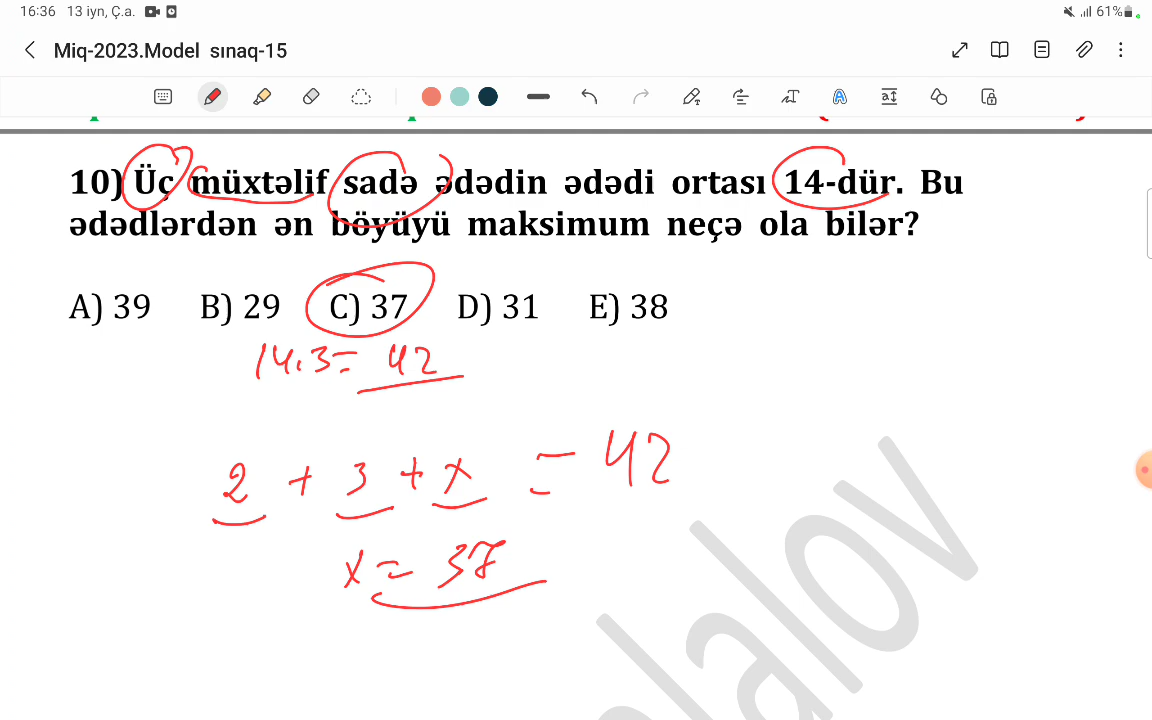 16:36 13 iyn, Ç.a. 61%
Miq-2023.Model sınaq-15
10) Üç müxtəlif sadə ədədin ədədi ortası 14-dür. Bu
ədədlərdən ən böyüyü maksimum neçə ola bilər?
A) 39 B) 29 C) 37 D) 31 E) 38
14.3= 42
2 + 3 + x = 42
x = 37
alov